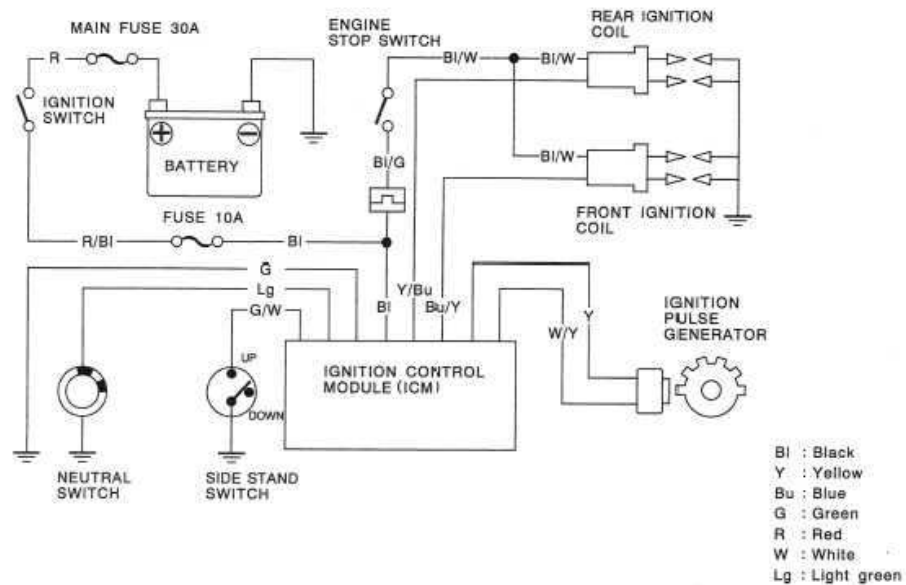 MAIN FUSE 30A
ENGINE
STOP SWITCH
REAR IGNITION
COIL
R
Bl/W
Bl/W
IGNITION
SWITCH
BATTERY
Bl/G
Bl/W
FUSE 10A
FRONT IGNITION
COIL
R/Bl
Bl
G
Lg
G/W
Bl
Y/Bu
Bu/Y
W/Y
Y
IGNITION
PULSE
GENERATOR
UP
DOWN
IGNITION CONTROL
MODULE (ICM)
NEUTRAL
SWITCH
SIDE STAND
SWITCH
Bl : Black
Y : Yellow
Bu : Blue
G : Green
R : Red
W : White
Lg : Light green